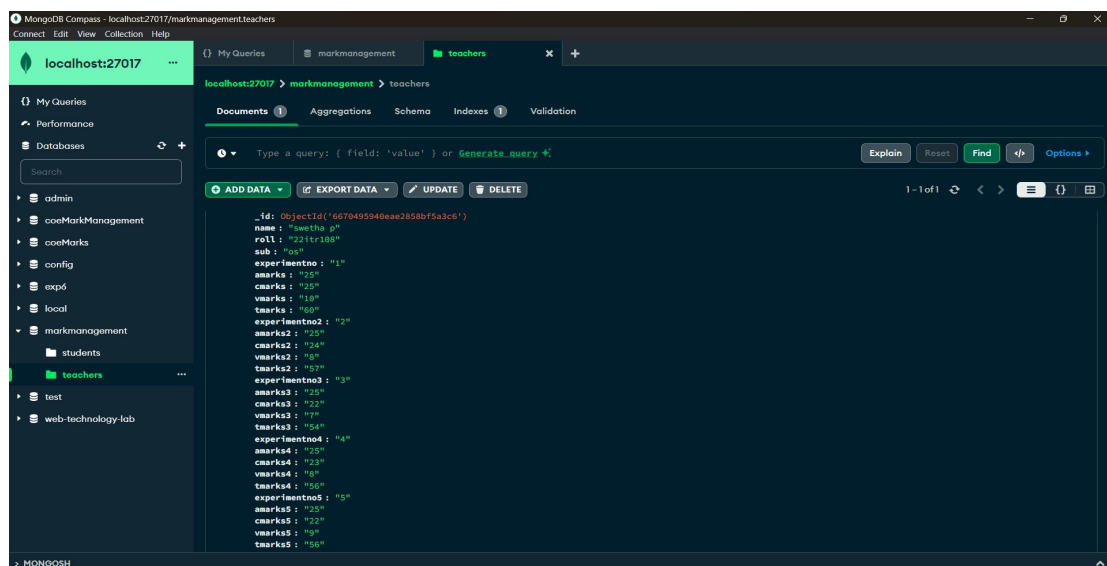 MongoDB Compass - localhost:27017/markmanagement.teachers
Connect Edit View Collection Help
localhost:27017 ...
{} My Queries
Performance
Databases
Search
admin
coeMarkManagement
coeMarks
config
exp6
local
markmanagement
students
teachers ...
test
web-technology-lab
{} My Queries markmanagement teachers × +
localhost:27017 > markmanagement > teachers
Documents 1 Aggregations Schema Indexes 1 Validation
Type a query: { field: 'value' } or Generate query
Explain Reset Find </> Options
ADD DATA EXPORT DATA UPDATE DELETE
1-1 of 1 {}
_id: ObjectId('6670495940eae2858bf5a3c6')
name : "swetha p"
roll : "22itr108"
sub : "os"
experimentno : "1"
amarks : "25"
cmarks : "25"
vmarks : "10"
tmarks : "60"
experimentno2 : "2"
amarks2 : "25"
cmarks2 : "24"
vmarks2 : "8"
tmarks2 : "57"
experimentno3 : "3"
amarks3 : "25"
cmarks3 : "22"
vmarks3 : "7"
tmarks3 : "54"
experimentno4 : "4"
amarks4 : "25"
cmarks4 : "23"
vmarks4 : "8"
tmarks4 : "56"
experimentno5 : "5"
amarks5 : "25"
cmarks5 : "22"
vmarks5 : "9"
tmarks5 : "56"
> MONGOSH